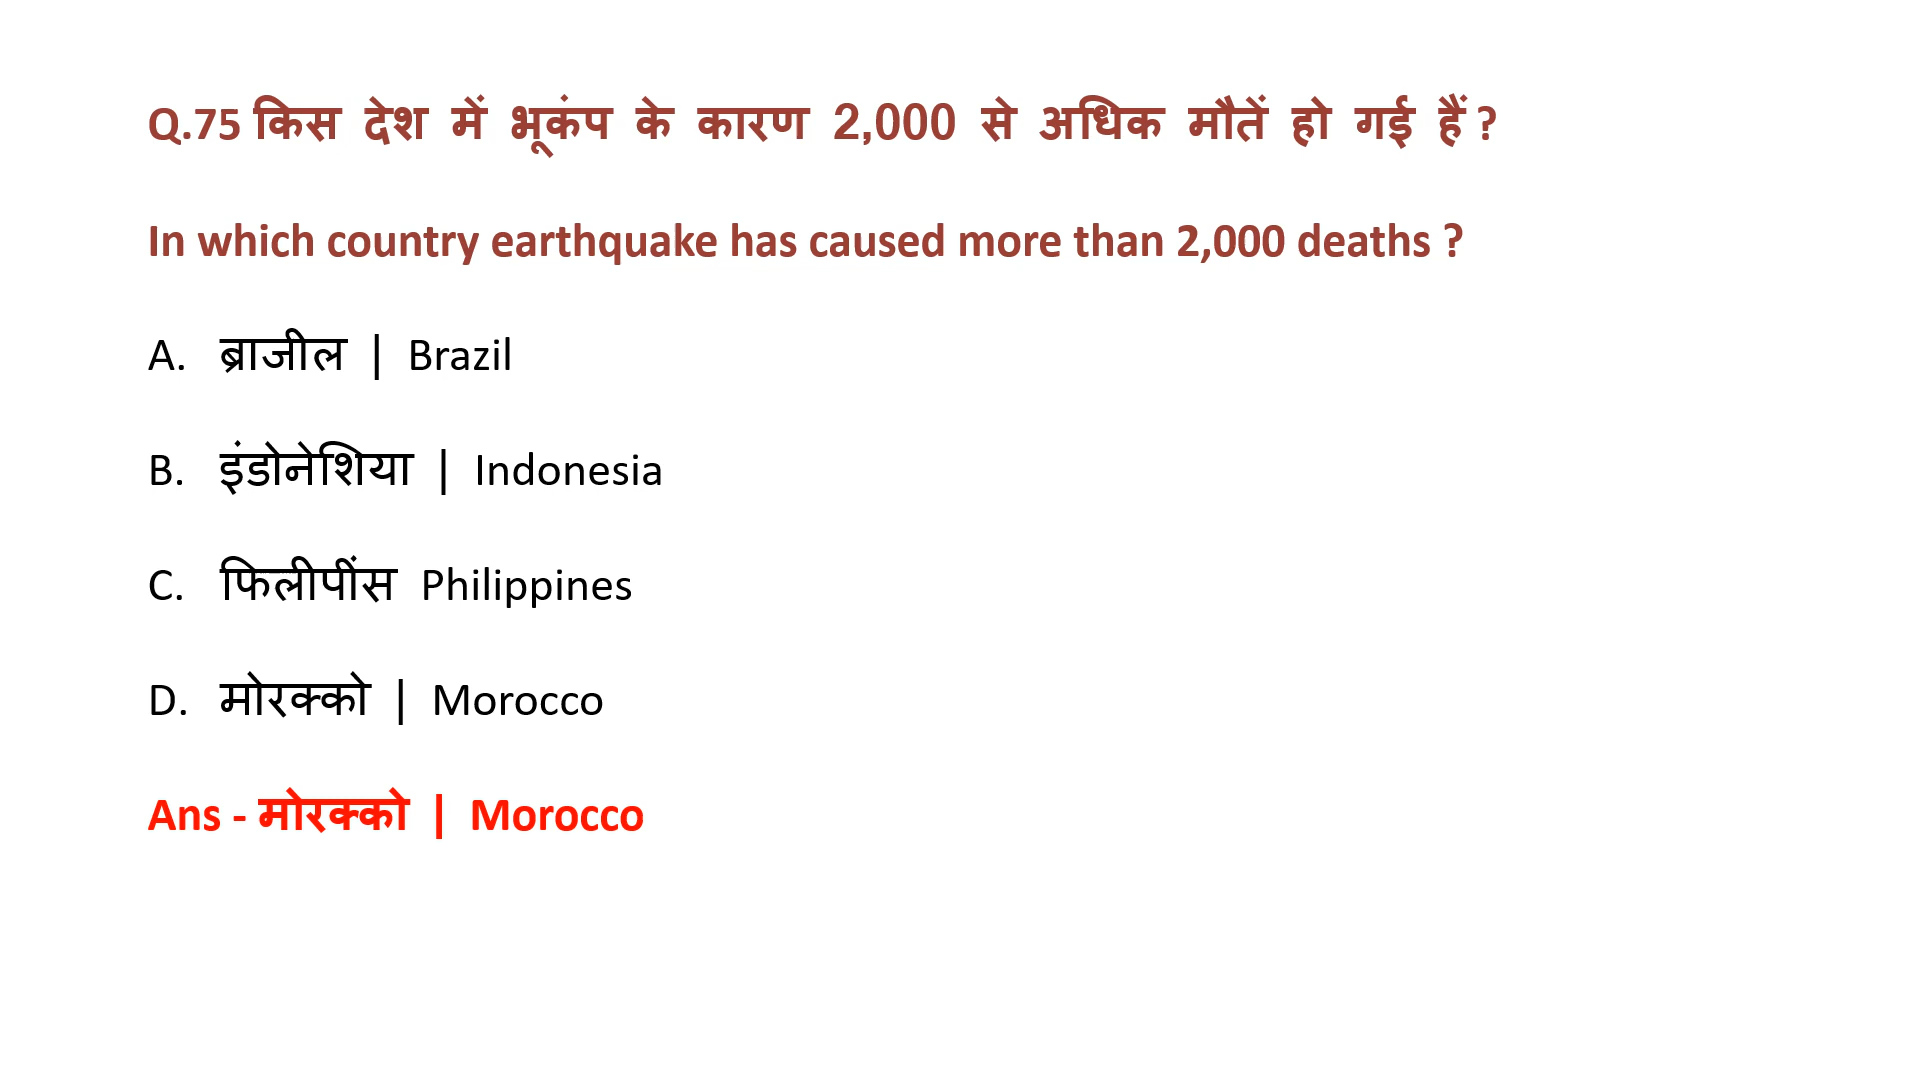 Q.75 किस देश में भूकंप के कारण 2,000 से अधिक मौतें हो गई हैं ?
In which country earthquake has caused more than 2,000 deaths ?
A. ब्राजील | Brazil
B. इंडोनेशिया | Indonesia
C. फिलीपींस Philippines
D. मोरक्को | Morocco
Ans - मोरक्को | Morocco